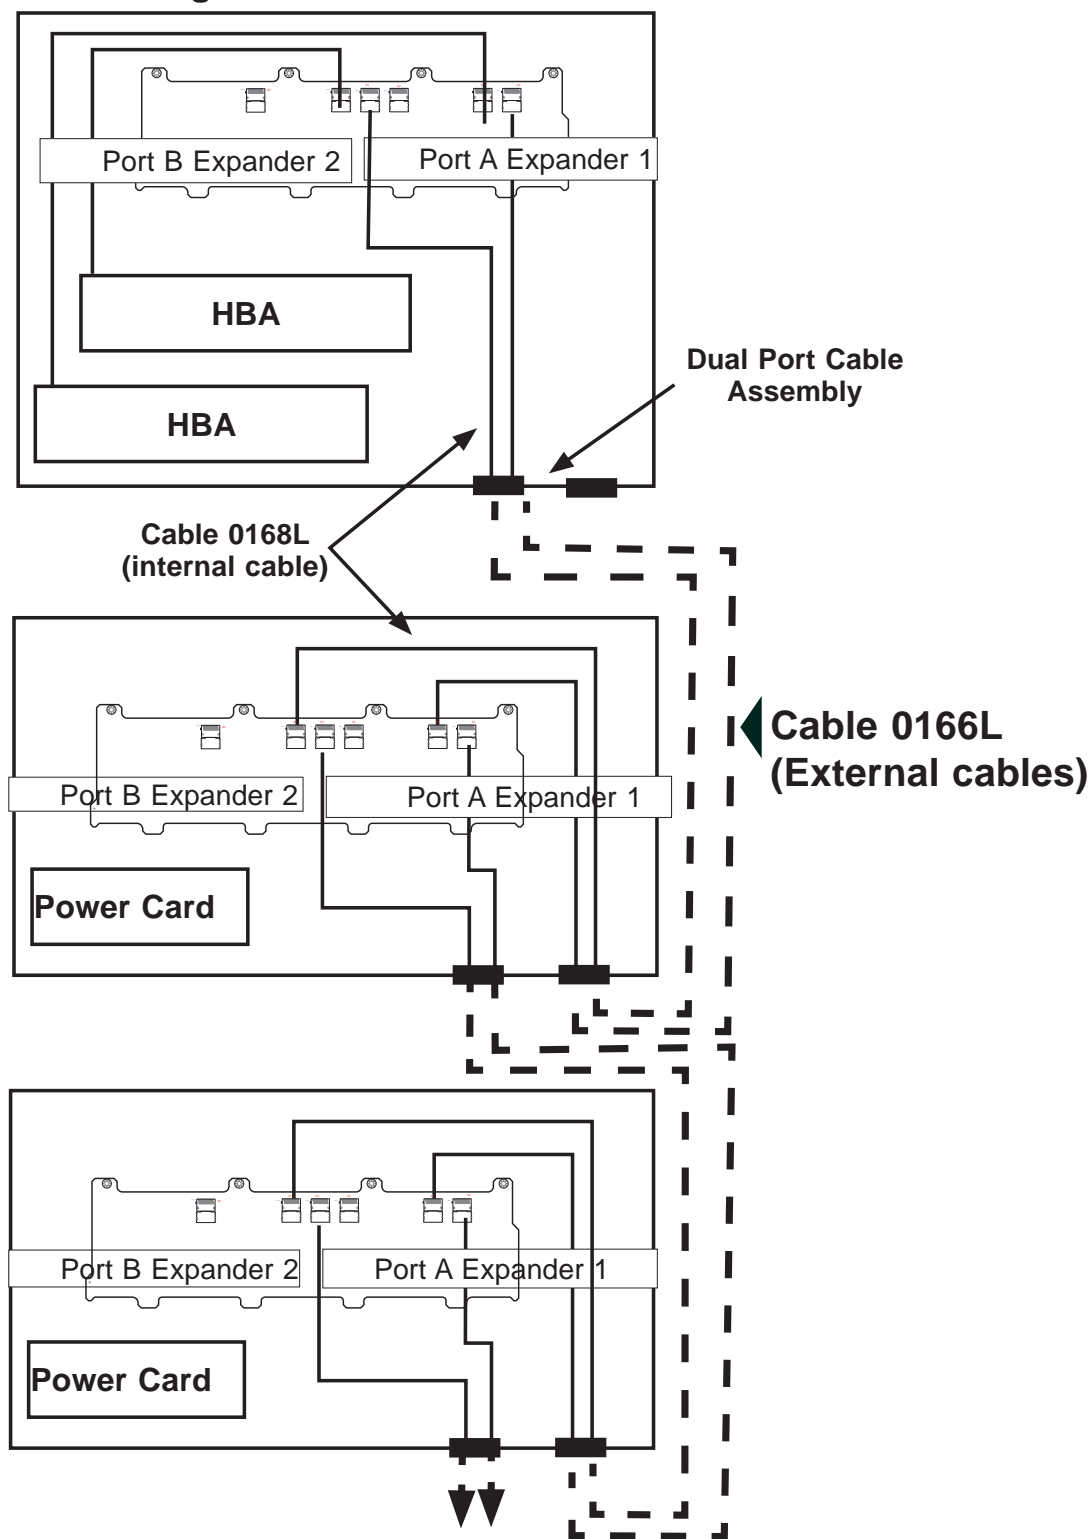 Port B Expander 2
Port A Expander 1
HBA
HBA
Dual Port Cable
Assembly
Cable 0168L
(internal cable)
Cable 0166L
(External cables)
Port B Expander 2
Port A Expander 1
Power Card
Port B Expander 2
Port A Expander 1
Power Card